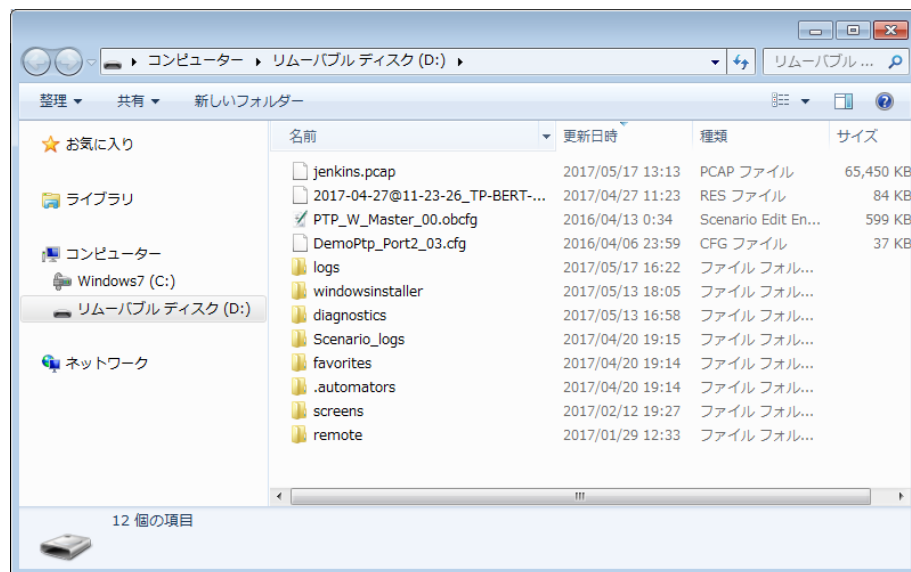 コンピューター リムーバブル ディスク (D:) リムーバブル ...
整理 共有 新しいフォルダー
お気に入り
ライブラリ
コンピューター
Windows7 (C:)
リムーバブル ディスク (D:)
ネットワーク
名前 更新日時 種類 サイズ
jenkins.pcap 2017/05/17 13:13 PCAP ファイル 65,450 KB
2017-04-27@11-23-26_TP-BERT-... 2017/04/27 11:23 RES ファイル 84 KB
PTP_W_Master_00.obcfg 2016/04/13 0:34 Scenario Edit En... 599 KB
DemoPtp_Port2_03.cfg 2016/04/06 23:59 CFG ファイル 37 KB
logs 2017/05/17 16:22 ファイル フォル...
windowsinstaller 2017/05/13 18:05 ファイル フォル...
diagnostics 2017/05/13 16:58 ファイル フォル...
Scenario_logs 2017/04/20 19:15 ファイル フォル...
favorites 2017/04/20 19:14 ファイル フォル...
.automators 2017/04/20 19:14 ファイル フォル...
screens 2017/02/12 19:27 ファイル フォル...
remote 2017/01/29 12:33 ファイル フォル...
12 個の項目